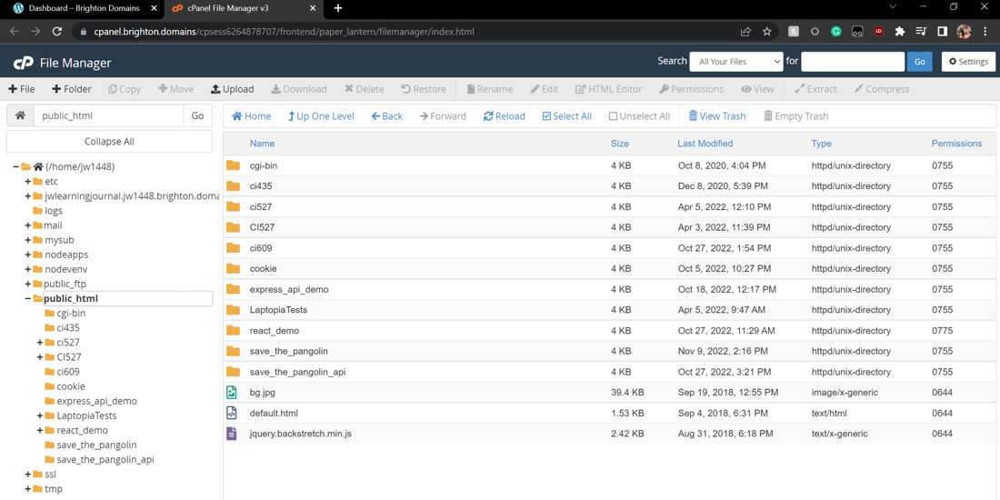 Dashboard – Brighton Domains
cPanel File Manager v3
cpanel.brighton.domains/cpsess6264878707/frontend/paper_lantern/filemanager/index.html
cP File Manager
Search All Your Files for Go Settings
File Folder Copy Move Upload Download Delete Restore Rename Edit HTML Editor Permissions View Extract Compress
public_html Go
Home Up One Level Back Forward Reload Select All Unselect All View Trash Empty Trash
Collapse All
(/home/jw1448)
etc
jwlearningjournal.jw1448.brighton.doma
logs
mail
mysub
nodeapps
nodevenv
public_ftp
public_html
cgi-bin
ci435
ci527
CI527
ci609
cookie
express_api_demo
LaptopiaTests
react_demo
save_the_pangolin
save_the_pangolin_api
ssl
tmp
Name Size Last Modified Type Permissions
cgi-bin 4 KB Oct 8, 2020, 4:04 PM httpd/unix-directory 0755
ci435 4 KB Dec 8, 2020, 5:39 PM httpd/unix-directory 0755
ci527 4 KB Apr 5, 2022, 12:10 PM httpd/unix-directory 0755
CI527 4 KB Apr 3, 2022, 11:39 PM httpd/unix-directory 0755
ci609 4 KB Oct 27, 2022, 1:54 PM httpd/unix-directory 0755
cookie 4 KB Oct 5, 2022, 10:27 PM httpd/unix-directory 0755
express_api_demo 4 KB Oct 18, 2022, 12:17 PM httpd/unix-directory 0755
LaptopiaTests 4 KB Apr 5, 2022, 9:47 AM httpd/unix-directory 0755
react_demo 4 KB Oct 27, 2022, 11:29 AM httpd/unix-directory 0775
save_the_pangolin 4 KB Nov 9, 2022, 2:16 PM httpd/unix-directory 0755
save_the_pangolin_api 4 KB Oct 27, 2022, 3:21 PM httpd/unix-directory 0755
bg.jpg 39.4 KB Sep 19, 2018, 12:55 PM image/x-generic 0644
default.html 1.53 KB Sep 4, 2018, 6:31 PM text/html 0644
jquery.backstretch.min.js 2.42 KB Aug 31, 2018, 6:18 PM text/x-generic 0644